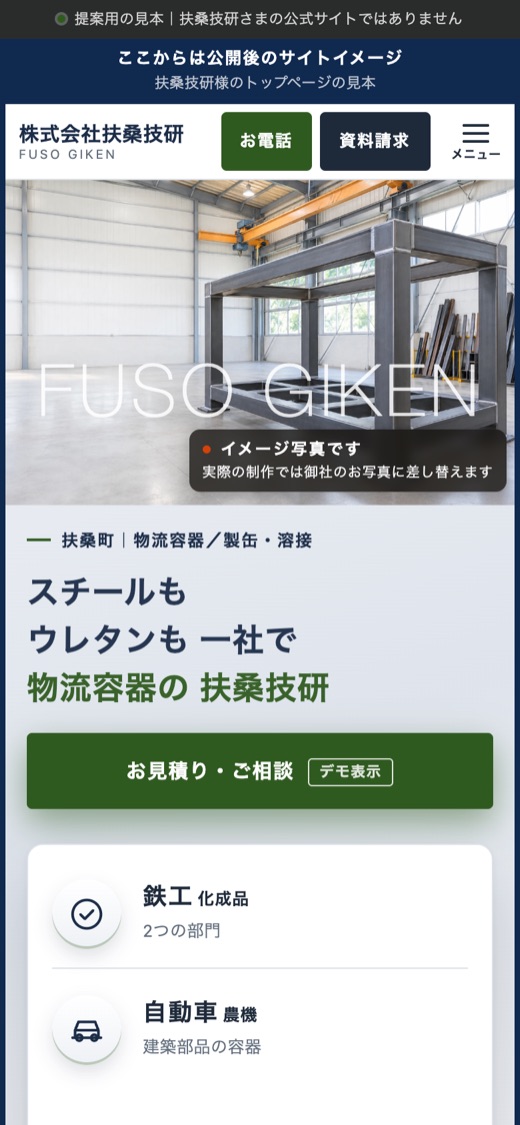 提案用の見本｜扶桑技研さまの公式サイトではありません
ここからは公開後のサイトイメージ
扶桑技研様のトップページの見本
株式会社扶桑技研
FUSO GIKEN
お電話
資料請求
メニュー
FUSO GIKEN
イメージ写真です
実際の制作では御社のお写真に差し替えます
扶桑町｜物流容器／製缶・溶接
スチールも
ウレタンも 一社で
物流容器の 扶桑技研
お見積り・ご相談 デモ表示
鉄工 化成品
2つの部門
自動車 農機
建築部品の容器